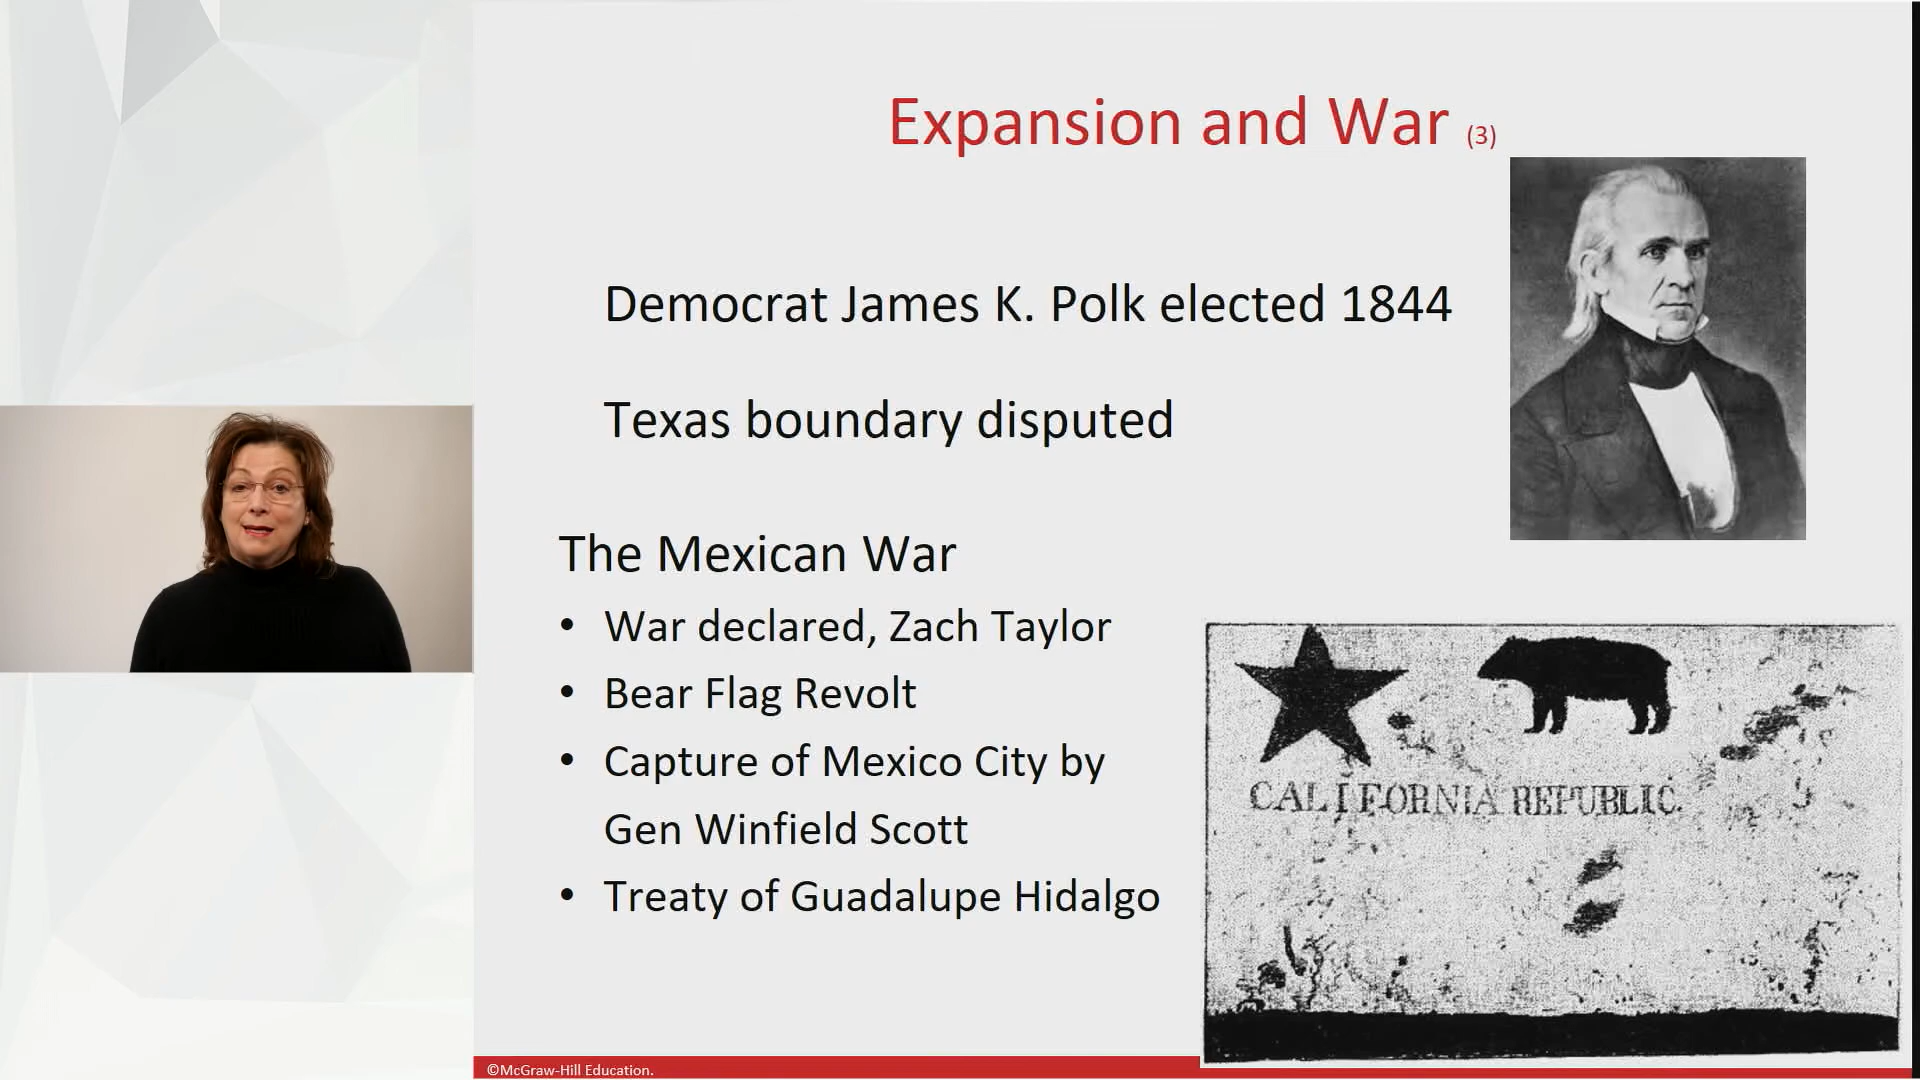 Expansion and War (3)
Democrat James K. Polk elected 1844
Texas boundary disputed
The Mexican War
• War declared, Zach Taylor
• Bear Flag Revolt
• Capture of Mexico City by
Gen Winfield Scott
• Treaty of Guadalupe Hidalgo
CALIFORNIA REPUBLIC.
©McGraw-Hill Education.